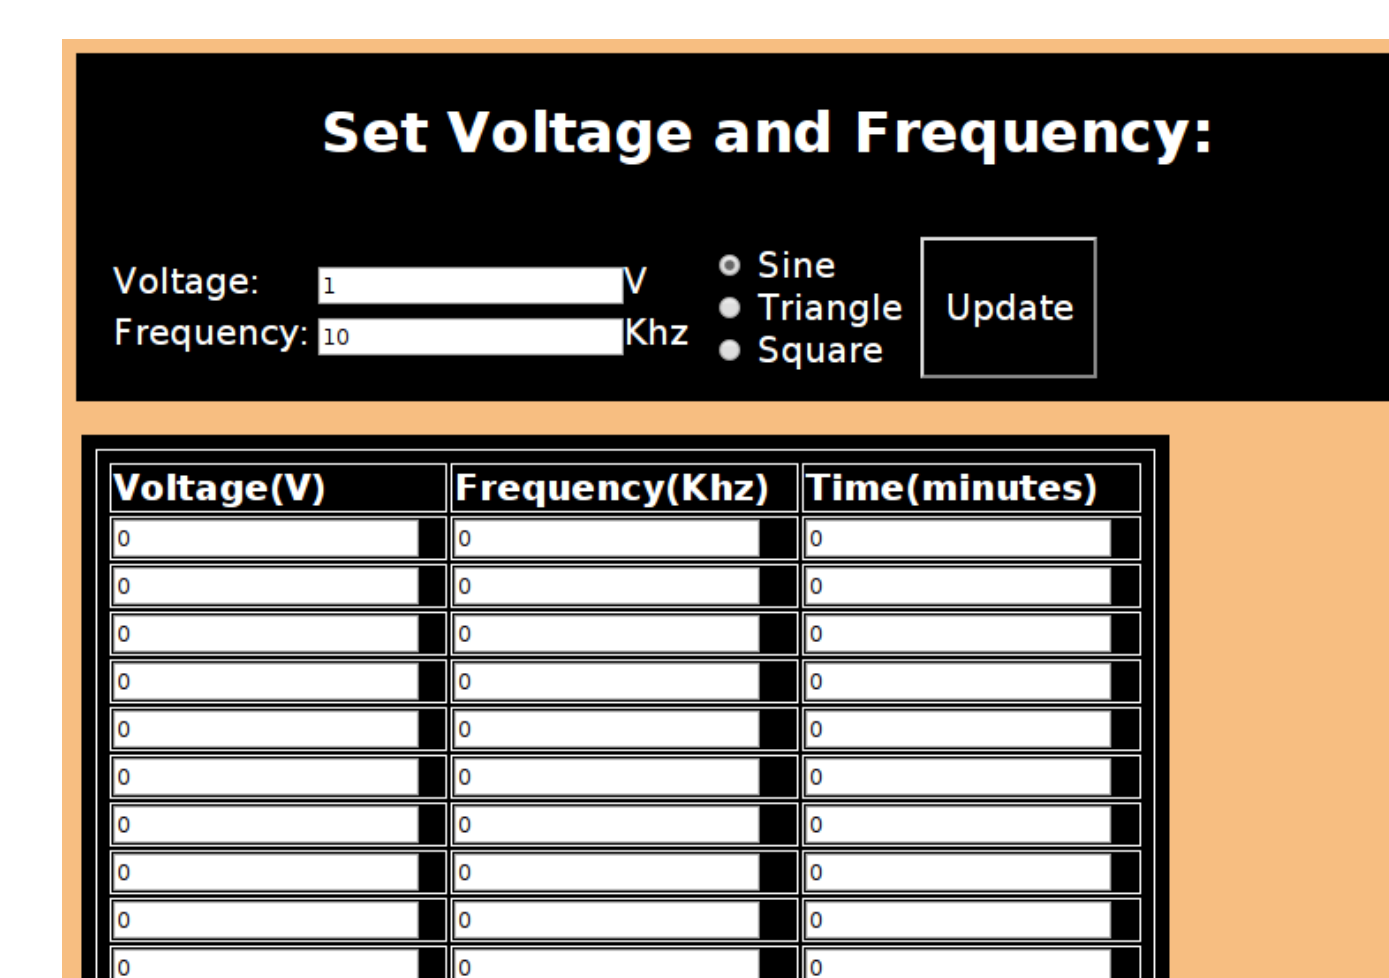 Set Voltage and Frequency:
Voltage: 1 V
Frequency: 10 Khz
Sine
Triangle
Square
Update
Voltage(V) Frequency(Khz) Time(minutes)
0 0 0
0 0 0
0 0 0
0 0 0
0 0 0
0 0 0
0 0 0
0 0 0
0 0 0
0 0 0